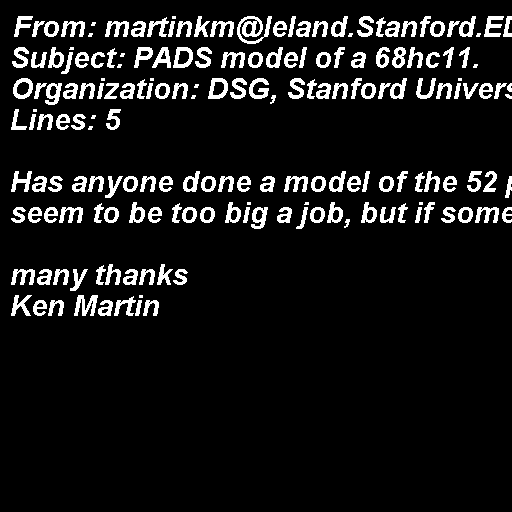 From: martinkm@leland.Stanford.ED
Subject: PADS model of a 68hc11.
Organization: DSG, Stanford Univers
Lines: 5
Has anyone done a model of the 52 p
seem to be too big a job, but if some
many thanks
Ken Martin